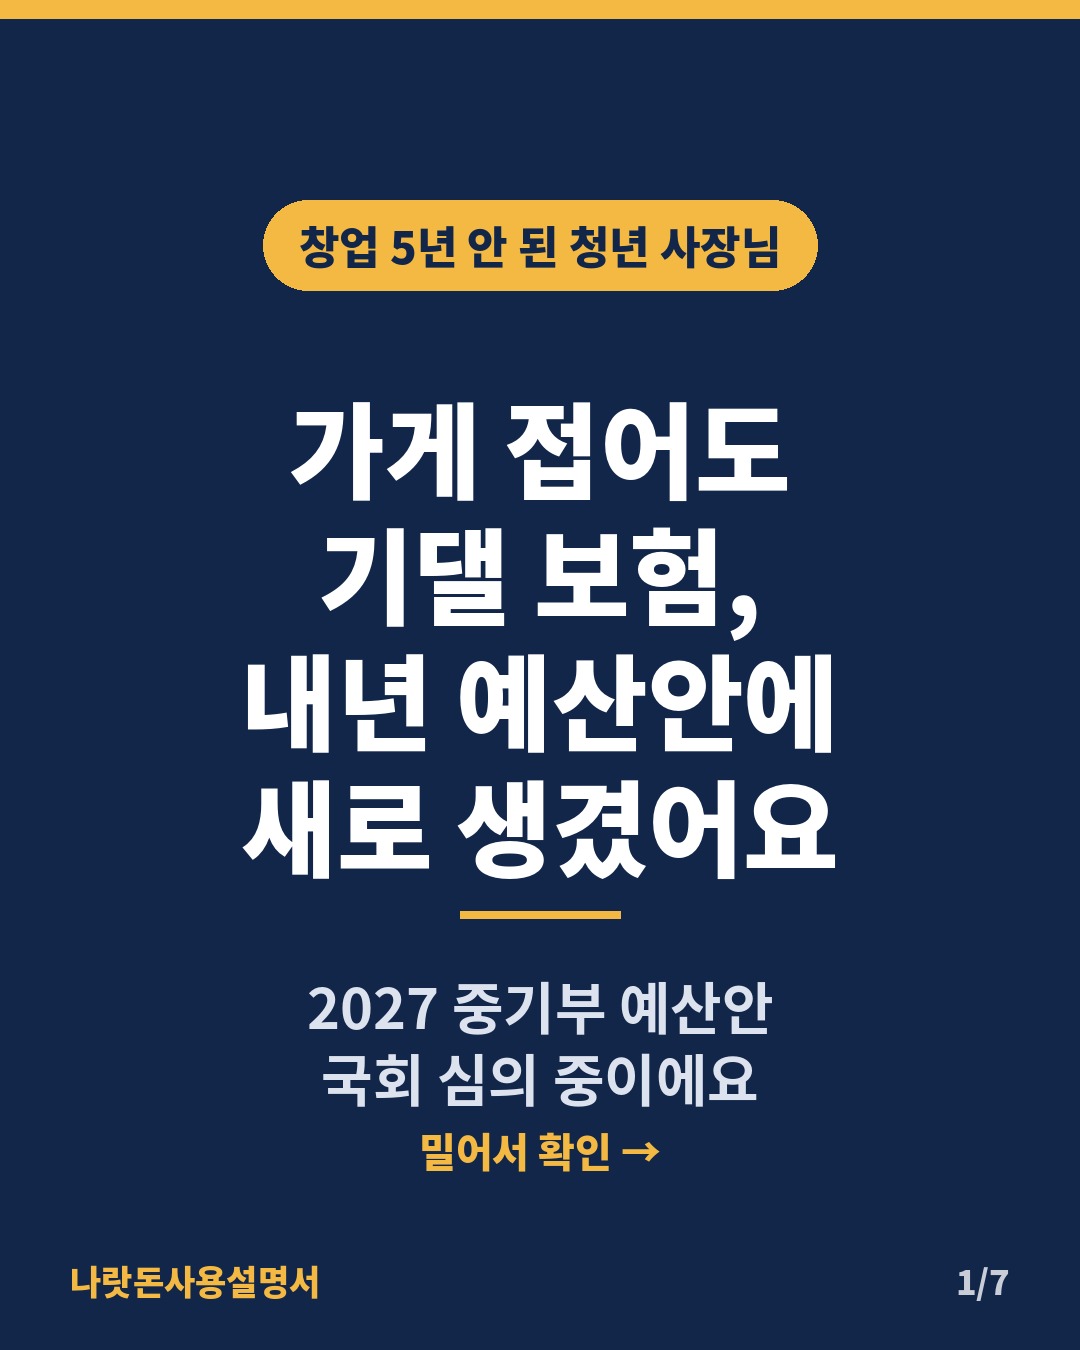 창업 5년 안 된 청년 사장님
가게 접어도
기댈 보험,
내년 예산안에
새로 생겼어요
2027 중기부 예산안
국회 심의 중이에요
밀어서 확인 →
나랏돈사용설명서
1/7